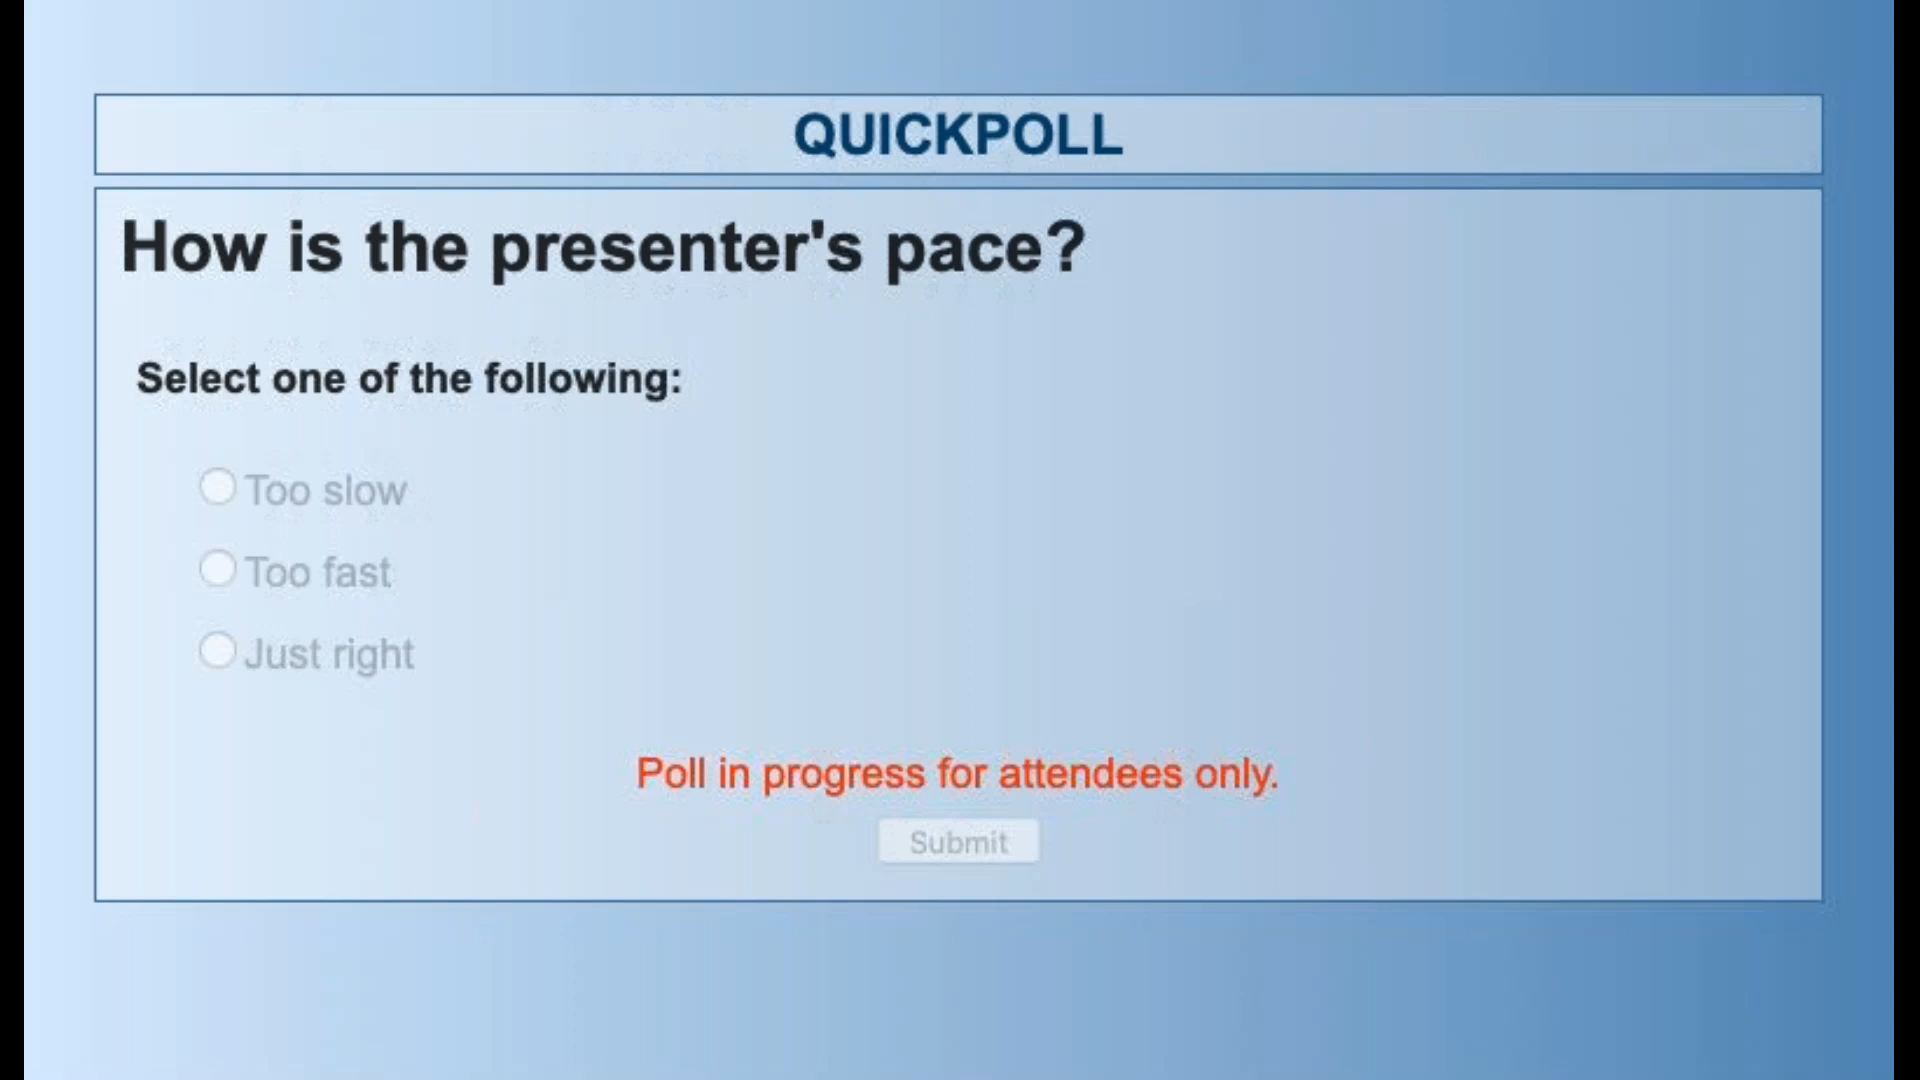 QUICKPOLL
How is the presenter's pace?
Select one of the following:
Too slow
Too fast
Just right
Poll in progress for attendees only.
Submit